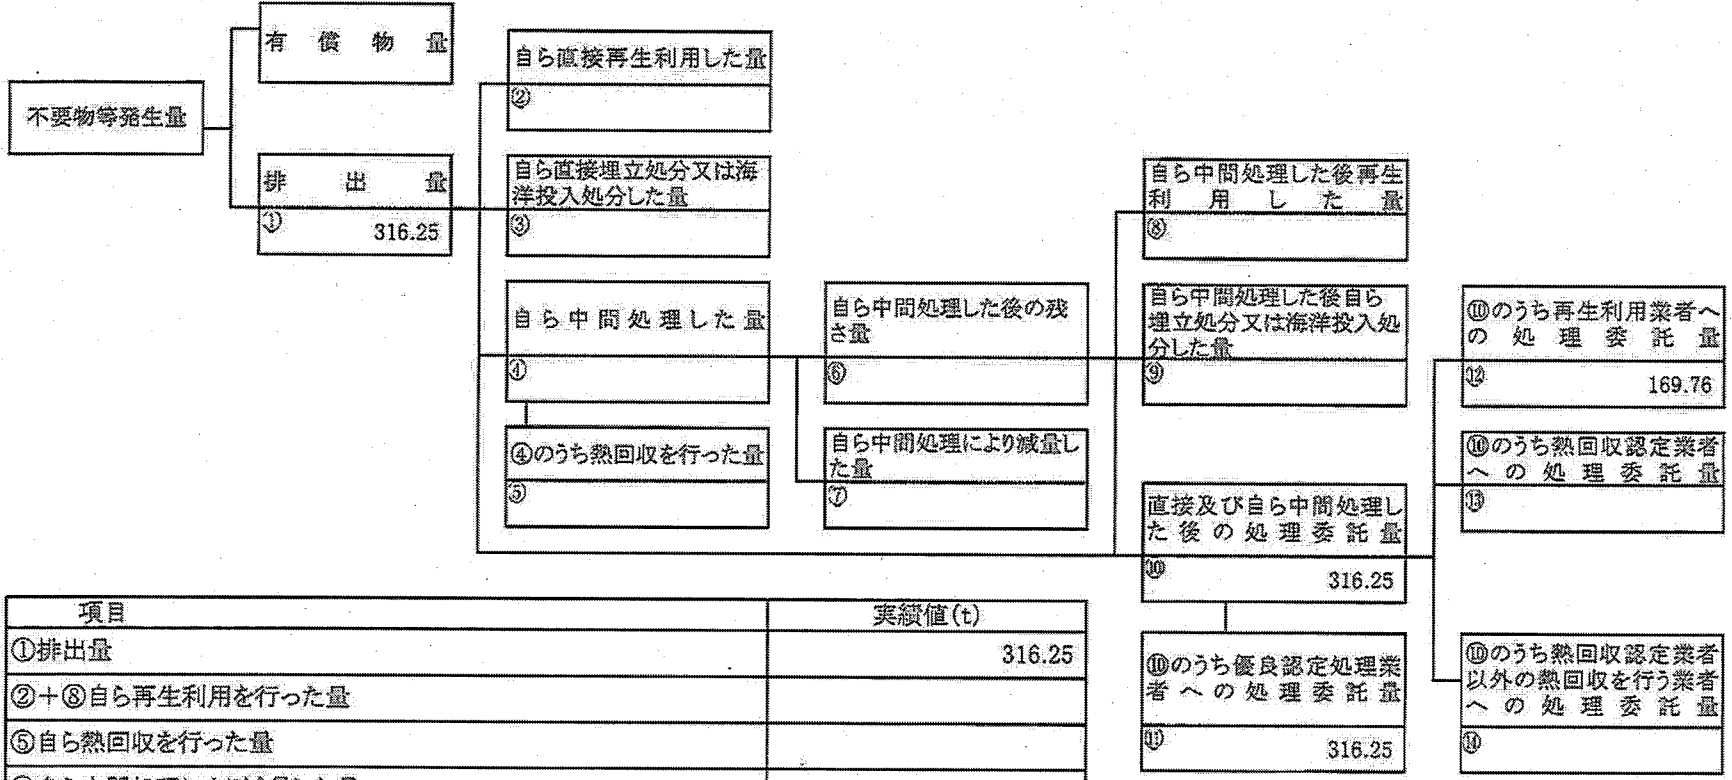 有償物量
不要物等発生量
排出量
①
316.25
自ら直接再生利用した量
②
自ら直接埋立処分又は海
洋投入処分した量
③
自ら中間処理した量
④
④のうち熱回収を行った量
⑤
自ら中間処理した後の残
さ量
⑥
自ら中間処理により減量し
た量
⑦
自ら中間処理した後再生
利用した量
⑧
自ら中間処理した後自ら
埋立処分又は海洋投入処
分した量
⑨
直接及び自ら中間処理し
た後の処理委託量
⑩
316.25
⑩のうち優良認定処理業
者への処理委託量
⑪
316.25
⑩のうち再生利用業者へ
の処理委託量
⑫
169.76
⑩のうち熱回収認定業者
への処理委託量
⑬
⑩のうち熱回収認定業者
以外の熱回収を行う業者
への処理委託量
⑭
項目 実績値(t)
①排出量 316.25
②+⑧自ら再生利用を行った量
⑤自ら熱回収を行った量